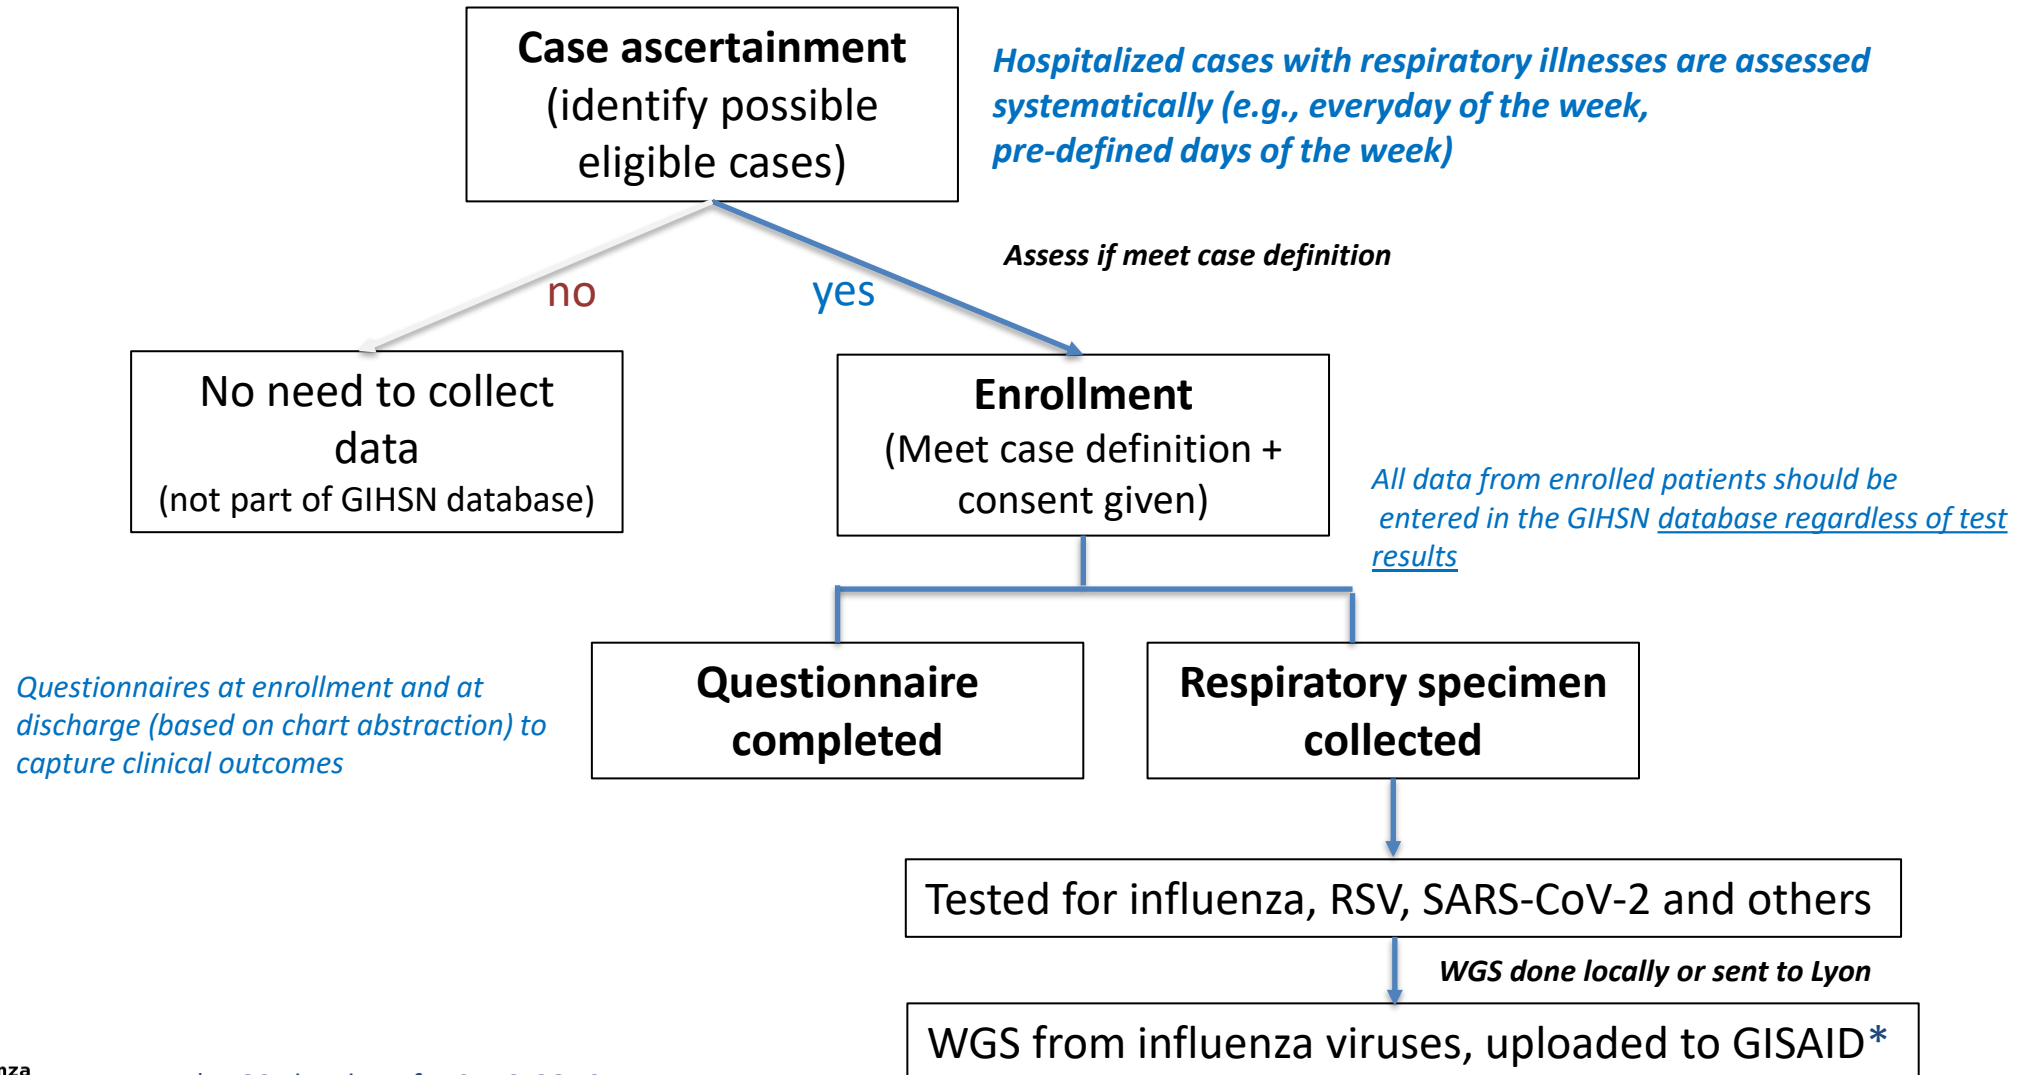 Case ascertainment
(identify possible
eligible cases)
Hospitalized cases with respiratory illnesses are assessed
systematically (e.g., everyday of the week,
pre-defined days of the week)
Assess if meet case definition
no
yes
No need to collect
data
(not part of GIHSN database)
Enrollment
(Meet case definition +
consent given)
All data from enrolled patients should be
entered in the GIHSN database regardless of test
results
Questionnaires at enrollment and at
discharge (based on chart abstraction) to
capture clinical outcomes
Questionnaire
completed
Respiratory specimen
collected
Tested for influenza, RSV, SARS-CoV-2 and others
WGS done locally or sent to Lyon
WGS from influenza viruses, uploaded to GISAID*